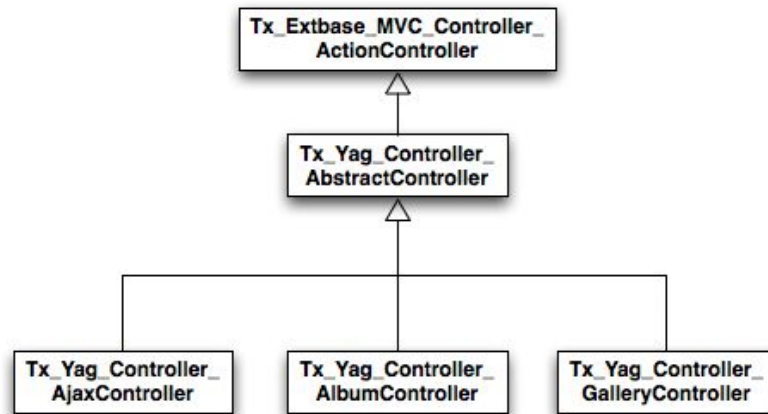 Tx_Extbase_MVC_Controller_
ActionController
Tx_Yag_Controller_
AbstractController
Tx_Yag_Controller_
AjaxController
Tx_Yag_Controller_
AlbumController
Tx_Yag_Controller_
GalleryController